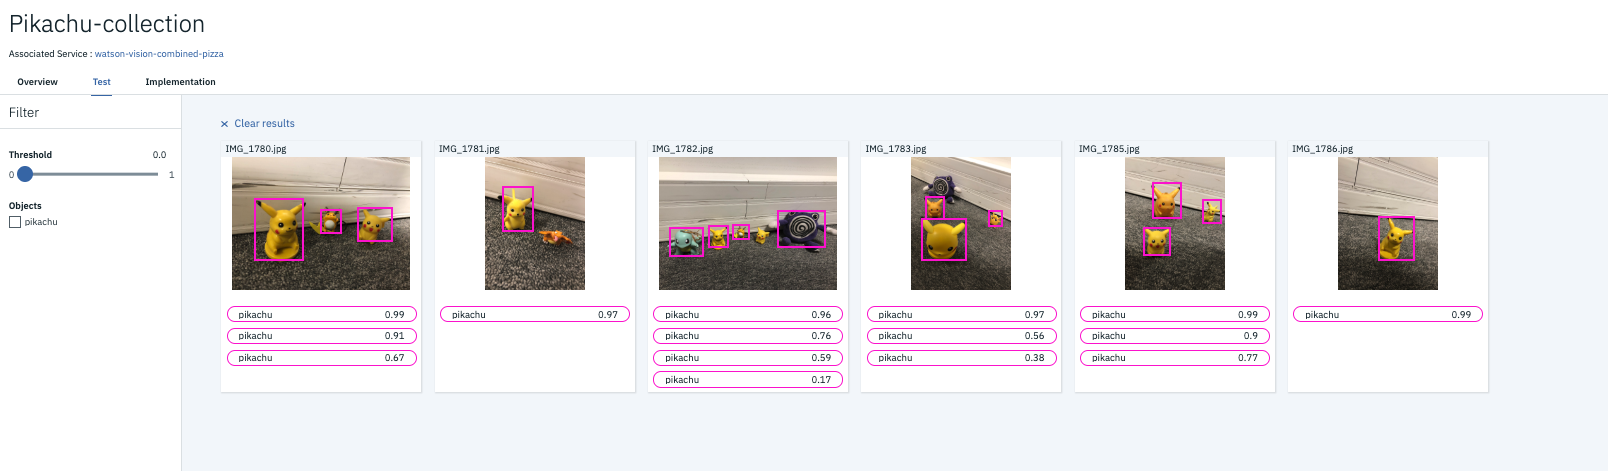 Pikachu-collection
Associated Service : watson-vision-combined-pizza
Overview Test Implementation
Filter
Threshold 0.0
0 1
Objects
pikachu
× Clear results
IMG_1780.jpg
pikachu 0.99
pikachu 0.91
pikachu 0.67
IMG_1781.jpg
pikachu 0.97
IMG_1782.jpg
pikachu 0.96
pikachu 0.76
pikachu 0.59
pikachu 0.17
IMG_1783.jpg
pikachu 0.97
pikachu 0.56
pikachu 0.38
IMG_1785.jpg
pikachu 0.99
pikachu 0.9
pikachu 0.77
IMG_1786.jpg
pikachu 0.99